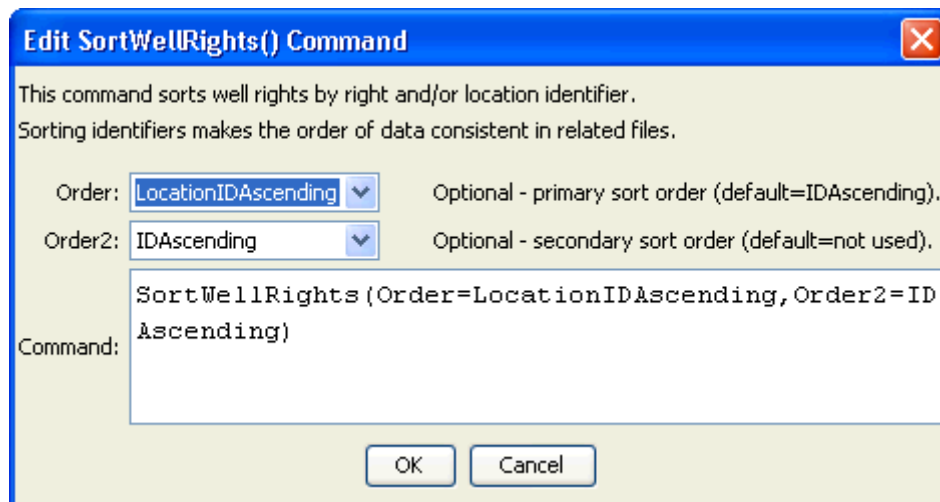 Edit SortWellRights() Command
This command sorts well rights by right and/or location identifier.
Sorting identifiers makes the order of data consistent in related files.
Order: LocationIDAscending Optional - primary sort order (default=IDAscending).
Order2: IDAscending Optional - secondary sort order (default=not used).
SortWellRights(Order=LocationIDAscending,Order2=ID
Command: Ascending)
OK Cancel